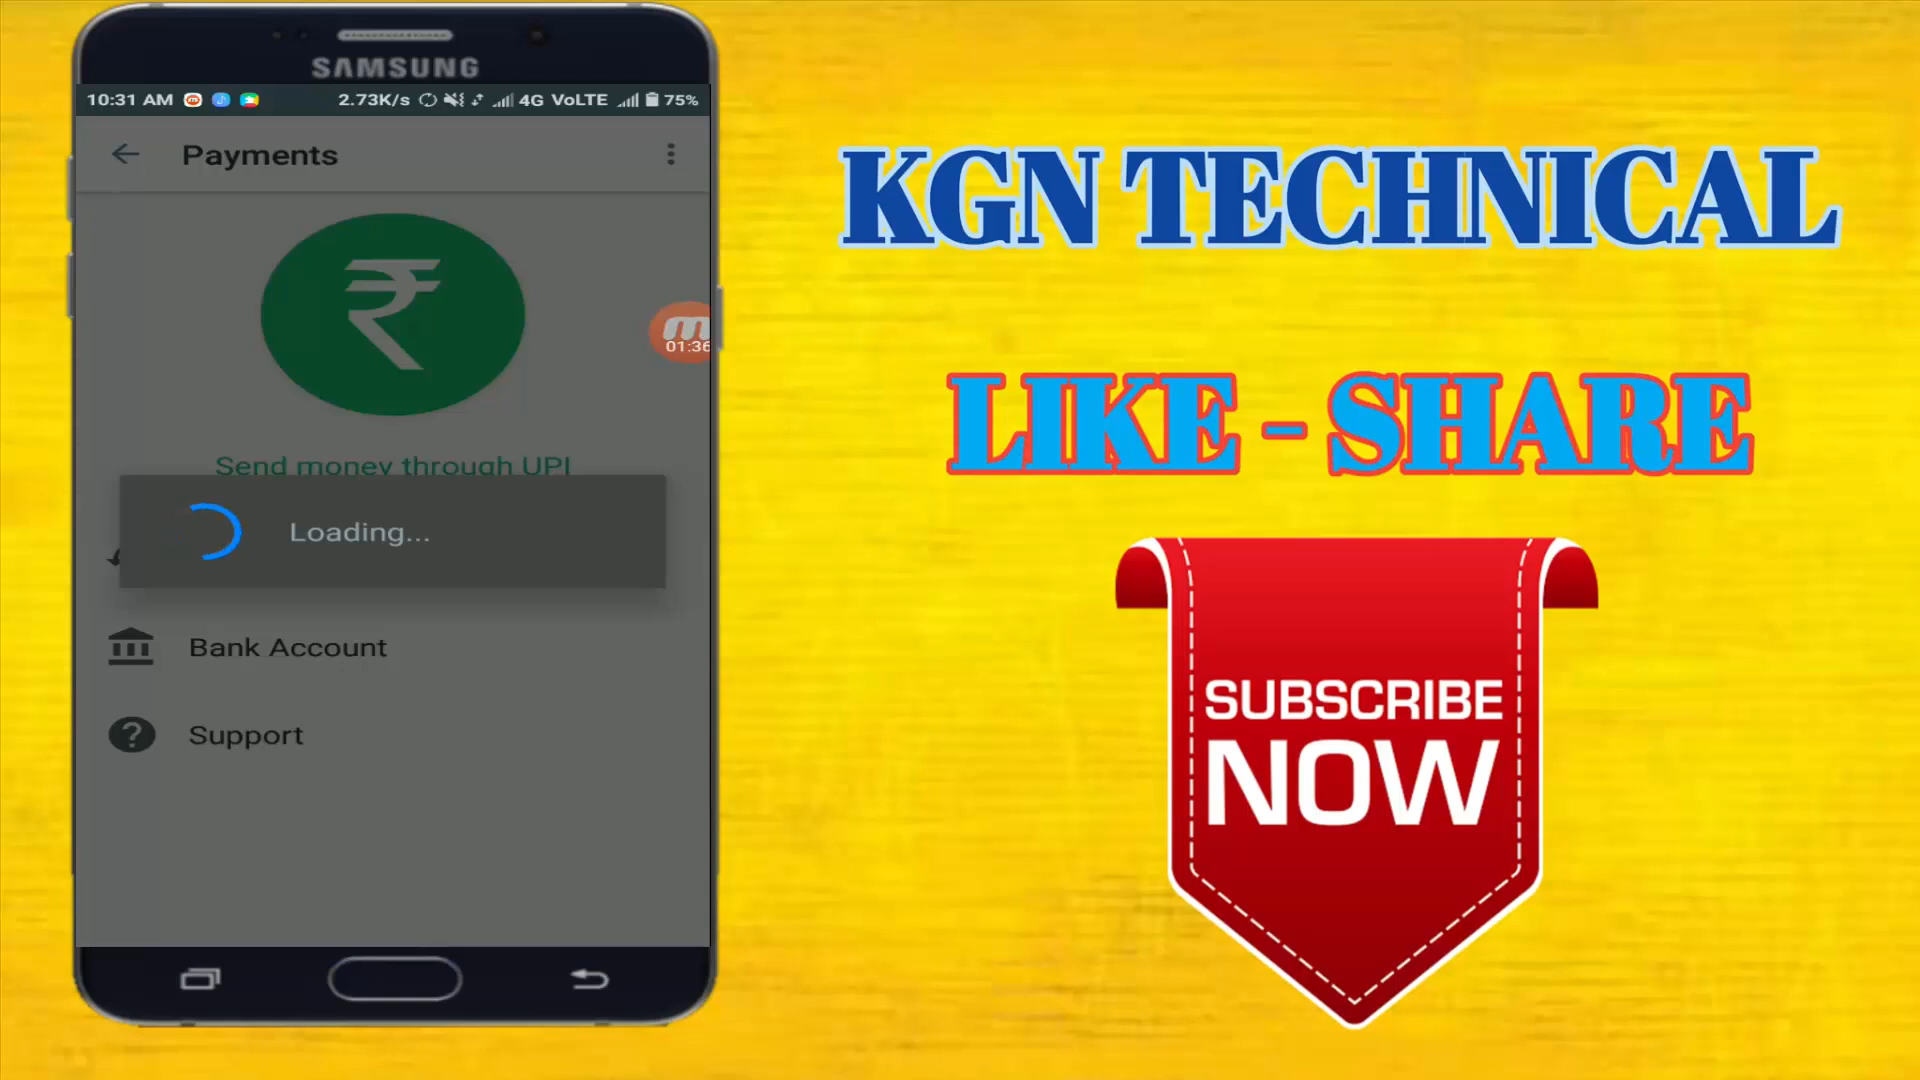 SAMSUNG
10:31 AM 2.73K/s 4G VoLTE 75%
Payments
01:36
Send money through UPI
Loading...
Bank Account
Support
KGN TECHNICAL
LIKE - SHARE
SUBSCRIBE
NOW